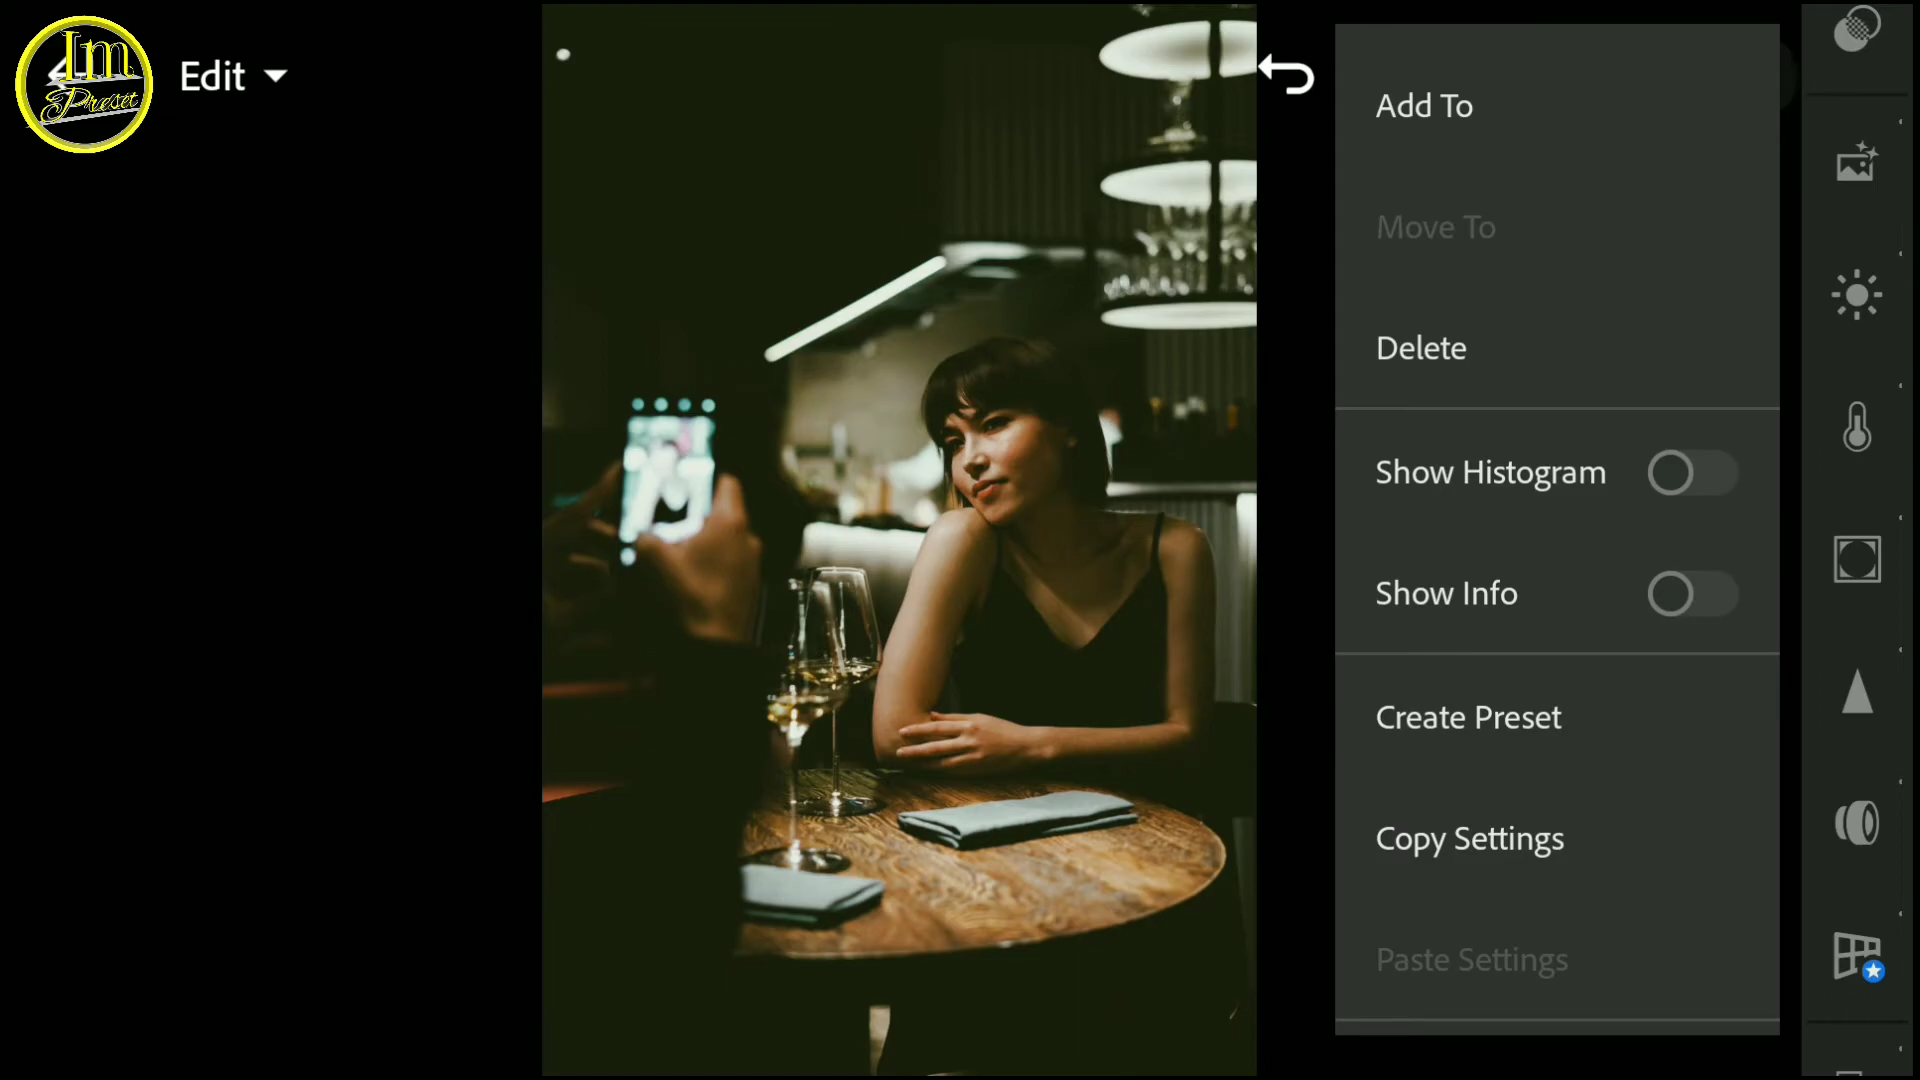 Im
Preset
Edit
Add To
Move To
Delete
Show Histogram
Show Info
Create Preset
Copy Settings
Paste Settings